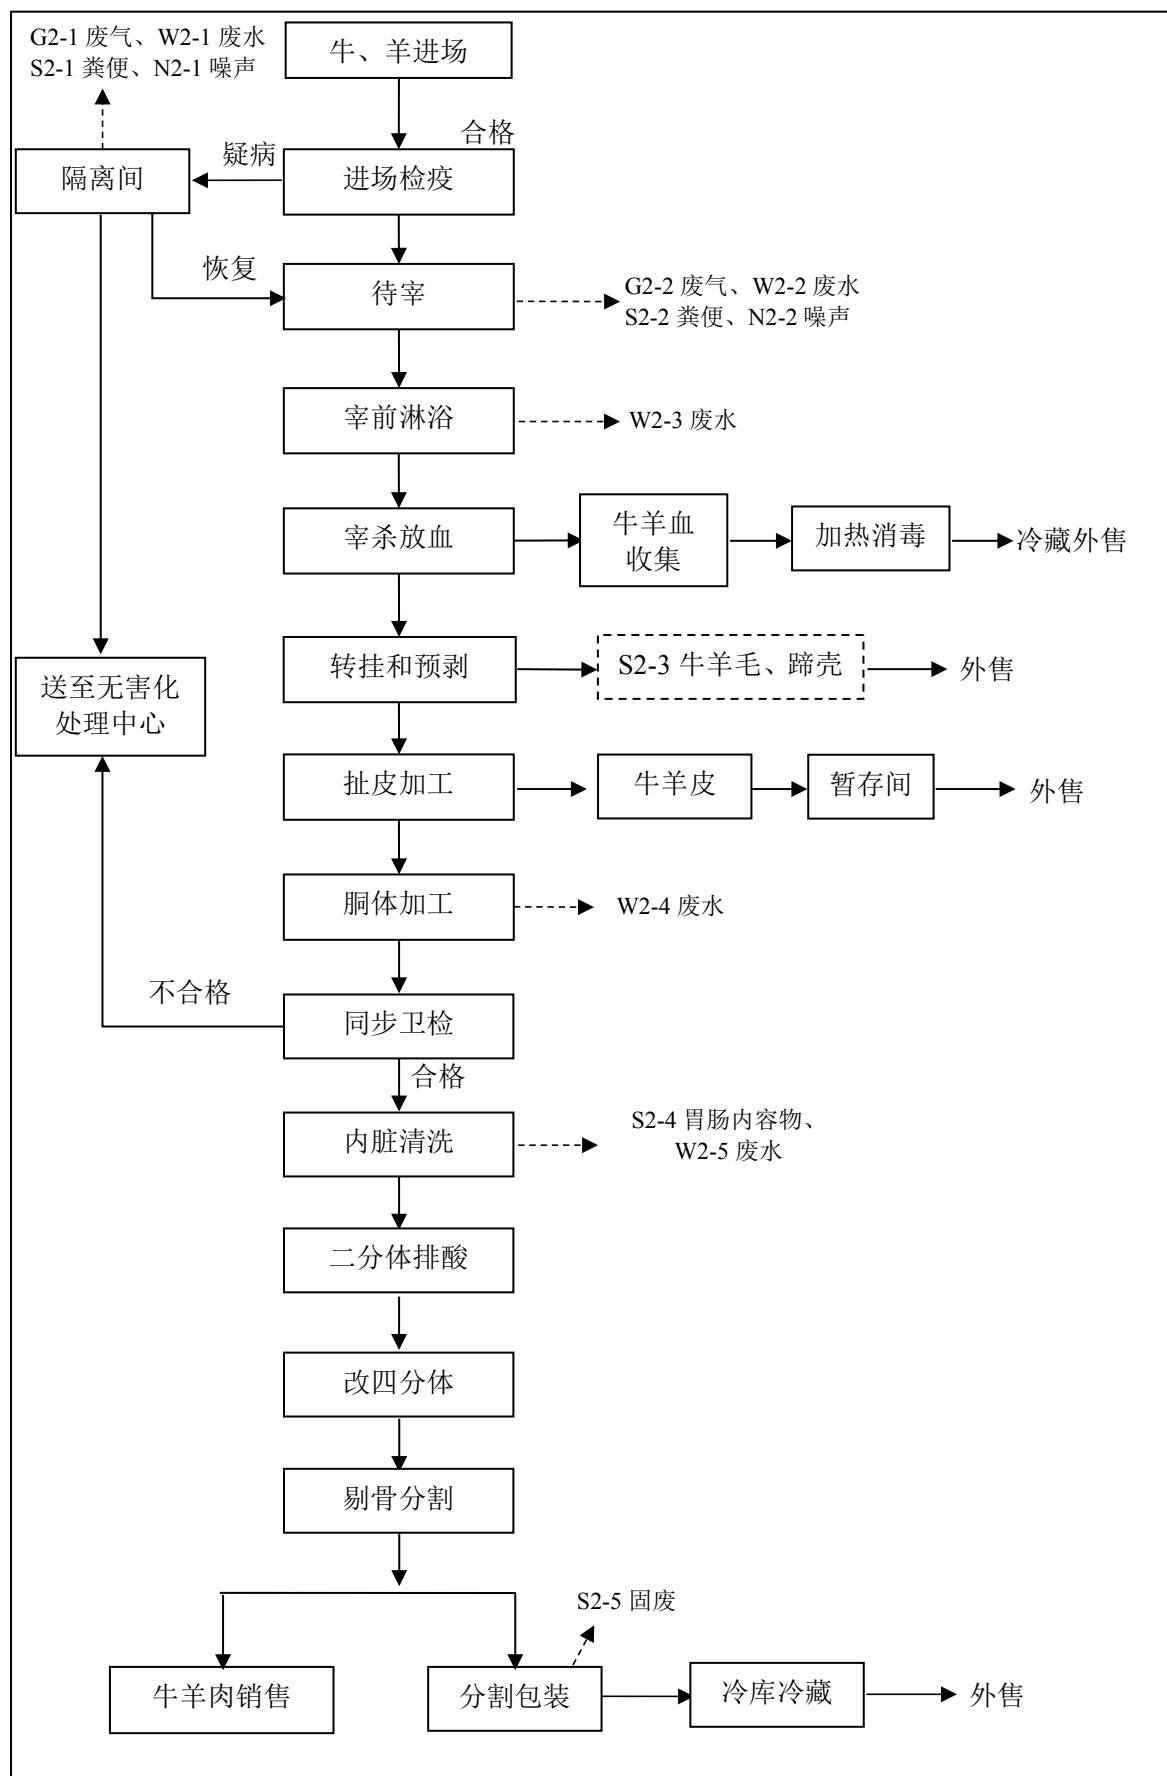 G2-1 废气、W2-1 废水
S2-1 粪便、N2-1 噪声
牛、羊进场
合格
疑病
隔离间
进场检疫
恢复
待宰
G2-2 废气、W2-2 废水
S2-2 粪便、N2-2 噪声
宰前淋浴
W2-3 废水
宰杀放血
牛羊血
收集
加热消毒
冷藏外售
转挂和预剥
S2-3 牛羊毛、蹄壳
外售
送至无害化
处理中心
扯皮加工
牛羊皮
暂存间
外售
胴体加工
W2-4 废水
不合格
同步卫检
合格
内脏清洗
S2-4 胃肠内容物、
W2-5 废水
二分体排酸
改四分体
剔骨分割
S2-5 固废
牛羊肉销售
分割包装
冷库冷藏
外售